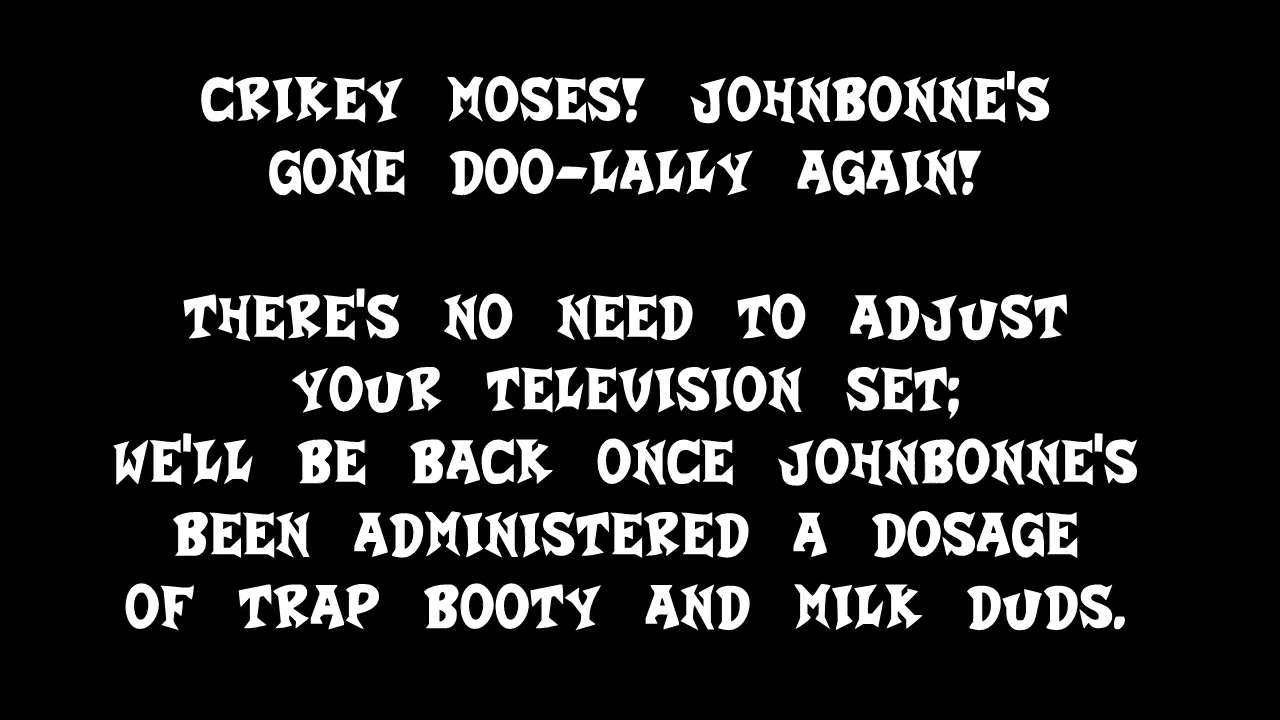 CRIKEY MOSES! JOHNBONNE'S
GONE DOO-LALLY AGAIN!
THERE'S NO NEED TO ADJUST
YOUR TELEVISION SET;
WE'LL BE BACK ONCE JOHNBONNE'S
BEEN ADMINISTERED A DOSAGE
OF TRAP BOOTY AND MILK DUDS.